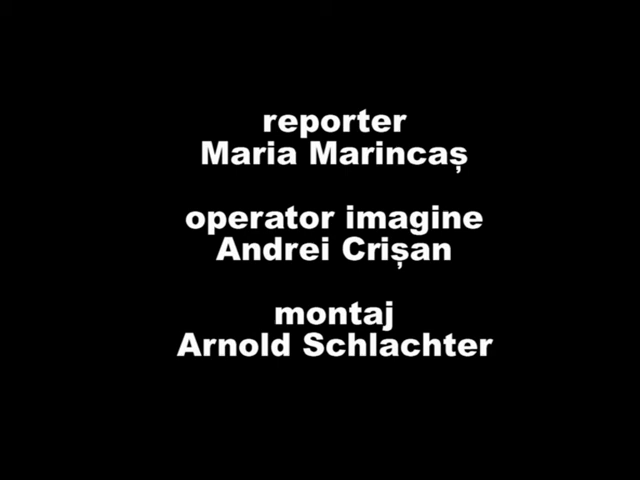 reporter
Maria Marincaș
operator imagine
Andrei Crișan
montaj
Arnold Schlachter